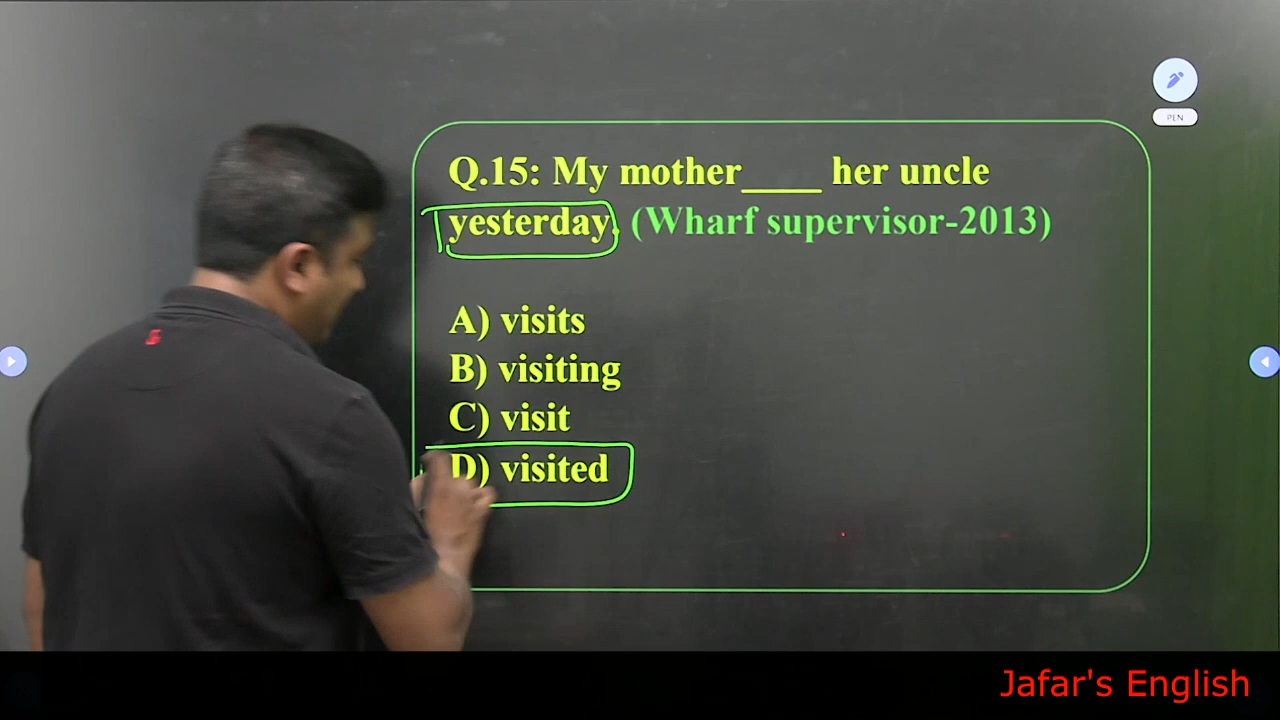 PEN
Q.15: My mother____ her uncle
yesterday. (Wharf supervisor-2013)
A) visits
B) visiting
C) visit
D) visited
Jafar's English